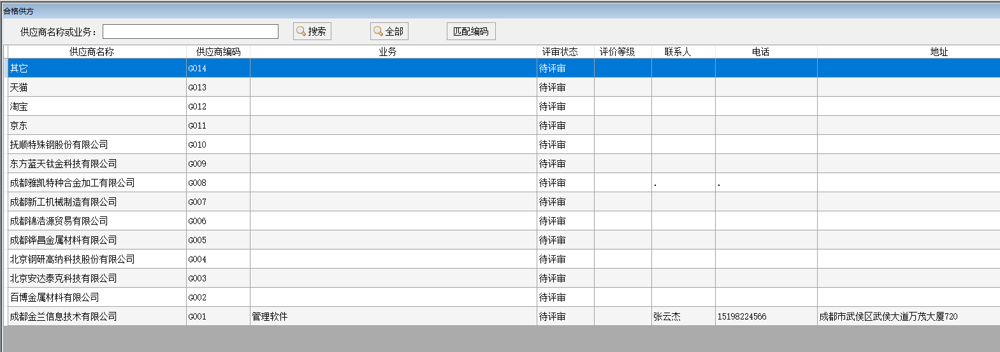 合格供方
供应商名称或业务： 搜索 全部 匹配编码
供应商名称 供应商编码 业务 评审状态 评价等级 联系人 电话 地址
其它 G014 待评审
天猫 G013 待评审
淘宝 G012 待评审
京东 G011 待评审
抚顺特殊钢股份有限公司 G010 待评审
东方蓝天钛金科技有限公司 G009 待评审
成都雅凯特种合金加工有限公司 G008 待评审 . .
成都新工机械制造有限公司 G007 待评审
成都锦浩源贸易有限公司 G006 待评审
成都铧昌金属材料有限公司 G005 待评审
北京钢研高纳科技股份有限公司 G004 待评审
北京安达泰克科技有限公司 G003 待评审
百博金属材料有限公司 G002 待评审
成都金兰信息技术有限公司 G001 管理软件 待评审 张云杰 15198224566 成都市武侯区武侯大道万茂大厦720